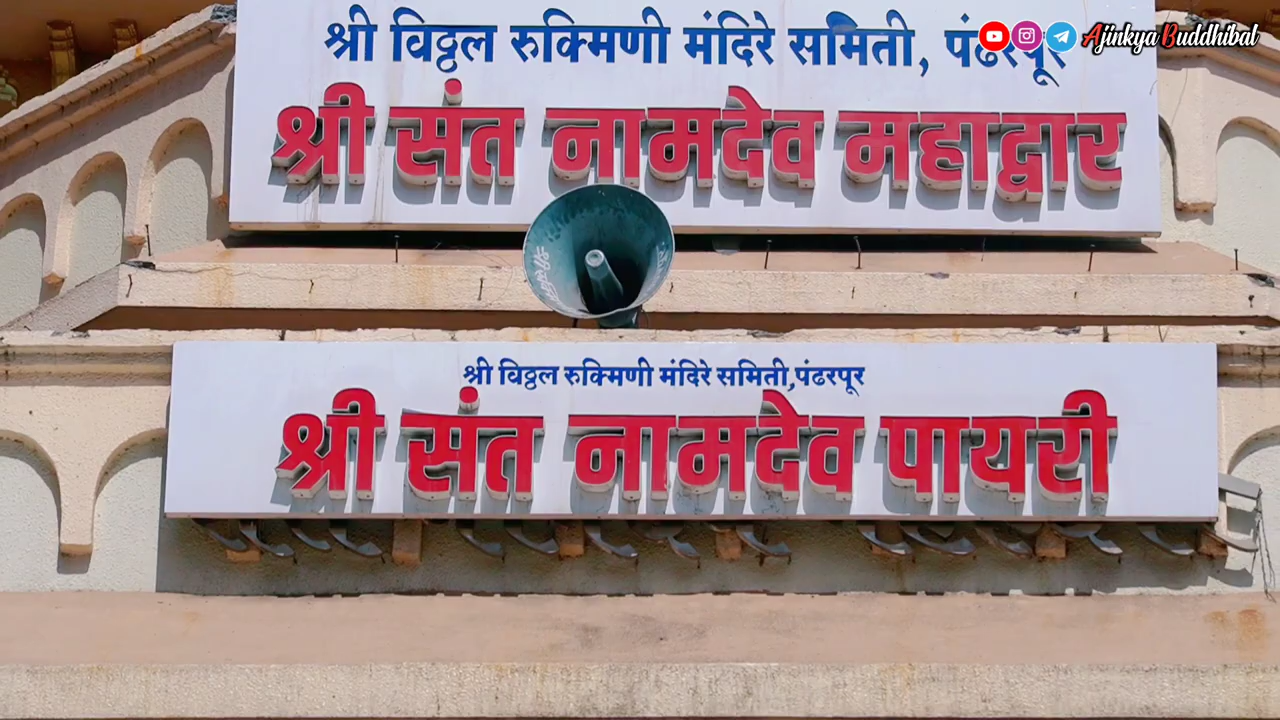 श्री विठ्ठल रुक्मिणी मंदिरे समिती, पंढरपूर
Ajinkya Buddhibal
श्री संत नामदेव महाद्वार
श्री विठ्ठल रुक्मिणी मंदिरे समिती,पंढरपूर
श्री संत नामदेव पायरी